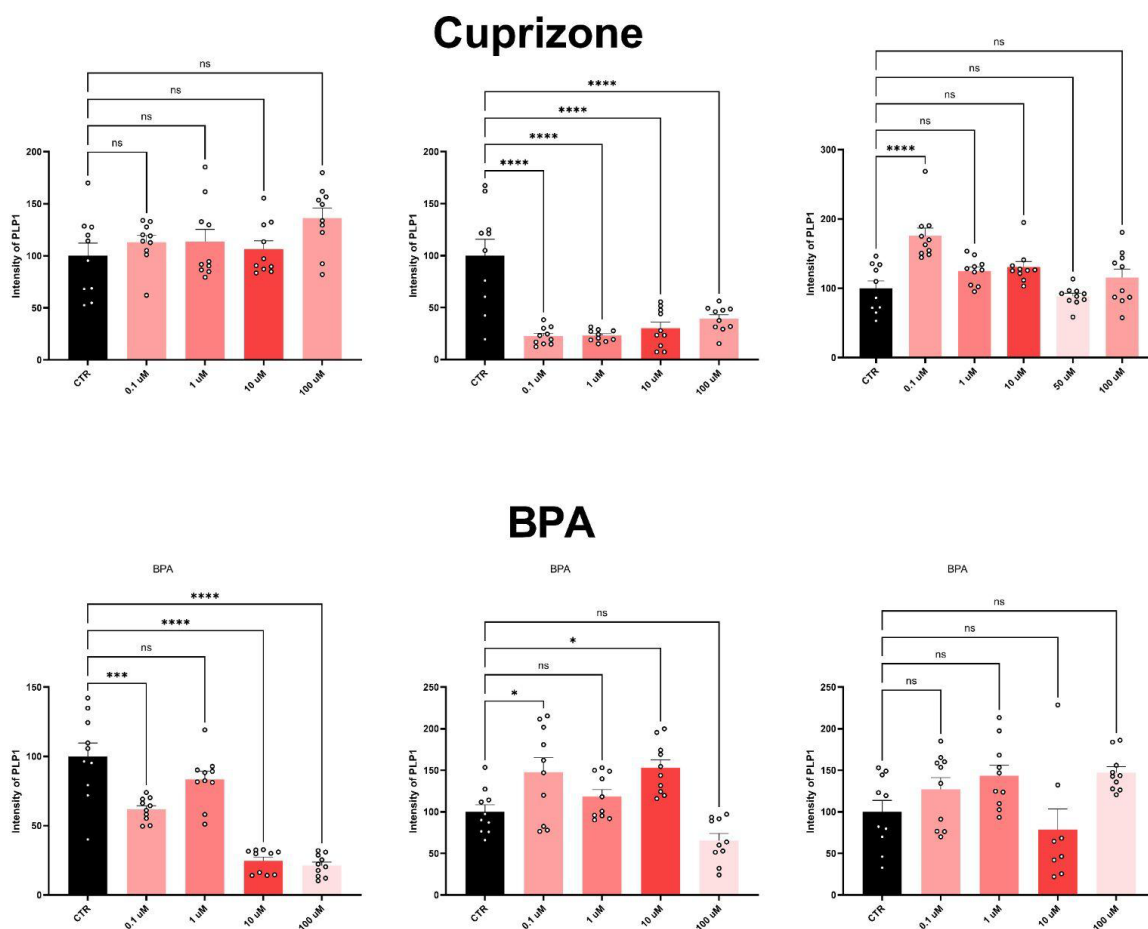 Cuprizone
ns
ns
ns
ns
Intensity of PLP1
200
150
100
50
0
CTR
0.1 uM
1 uM
10 uM
100 uM
****
****
****
****
Intensity of PLP1
200
150
100
50
0
CTR
0.1 uM
1 uM
10 uM
100 uM
ns
ns
ns
ns
****
Intensity of PLP1
300
200
100
0
CTR
0.1 uM
1 uM
10 uM
50 uM
100 uM
BPA
BPA
****
****
ns
***
Intensity of PLP1
150
100
50
0
CTR
0.1 uM
1 uM
10 uM
100 uM
BPA
ns
*
ns
*
Intensity of PLP1
250
200
150
100
50
0
CTR
0.1 uM
1 uM
10 uM
100 uM
BPA
ns
ns
ns
ns
Intensity of PLP1
250
200
150
100
50
0
CTR
0.1 uM
1 uM
10 uM
100 uM